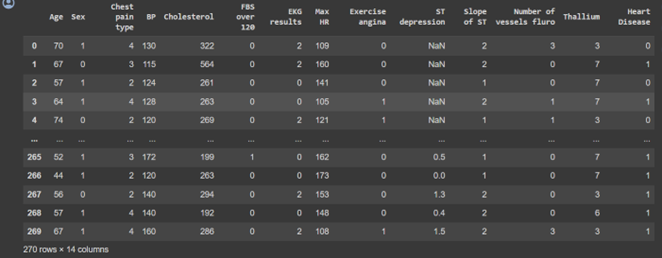 Age Sex Chest pain type BP Cholesterol FBS over 120 EKG results Max HR Exercise angina ST depression Slope of ST Number of vessels fluro Thallium Heart Disease
0 70 1 4 130 322 0 2 109 0 NaN 2 3 3 0
1 67 0 3 115 564 0 2 160 0 NaN 2 0 7 1
2 57 1 2 124 261 0 0 141 0 NaN 1 0 7 0
3 64 1 4 128 263 0 0 105 1 NaN 2 1 7 1
4 74 0 2 120 269 0 2 121 1 NaN 1 1 3 0
... ... ... ... ... ... ... ... ... ... ... ... ... ... ...
265 52 1 3 172 199 1 0 162 0 0.5 1 0 7 1
266 44 1 2 120 263 0 0 173 0 0.0 1 0 7 1
267 56 0 2 140 294 0 2 153 0 1.3 2 0 3 1
268 57 1 4 140 192 0 0 148 0 0.4 2 0 6 1
269 67 1 4 160 286 0 2 108 1 1.5 2 3 3 1
270 rows × 14 columns